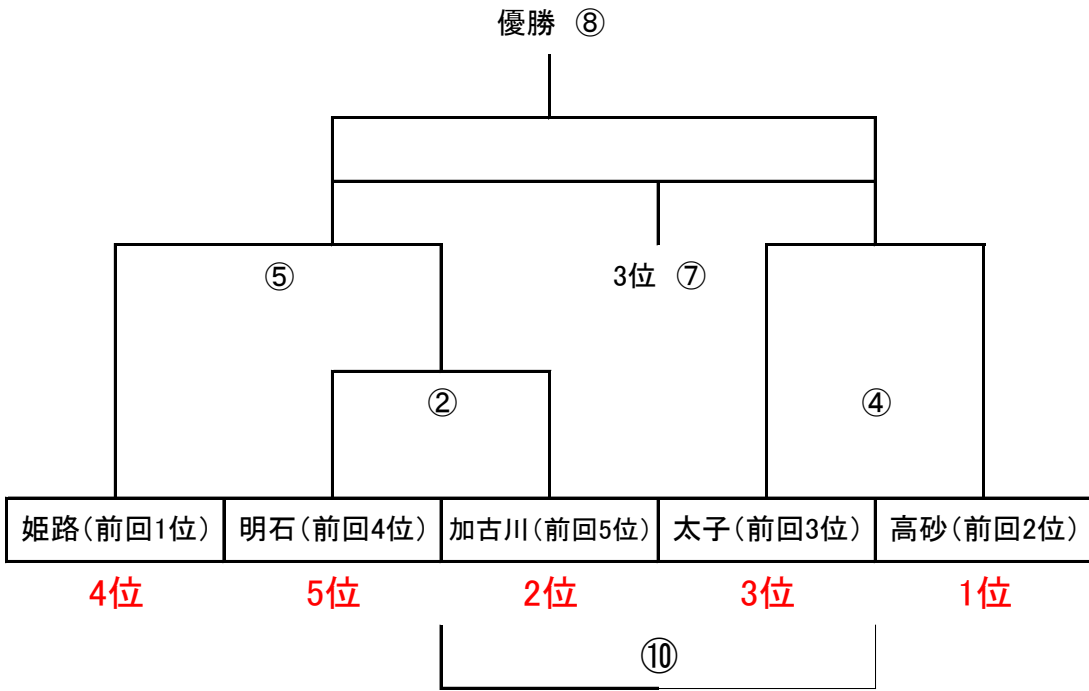 優勝 ⑧
⑤ 3位 ⑦
② ④
姫路(前回1位) 明石(前回4位) 加古川(前回5位) 太子(前回3位) 高砂(前回2位)
4位 5位 2位 3位 1位
⑩